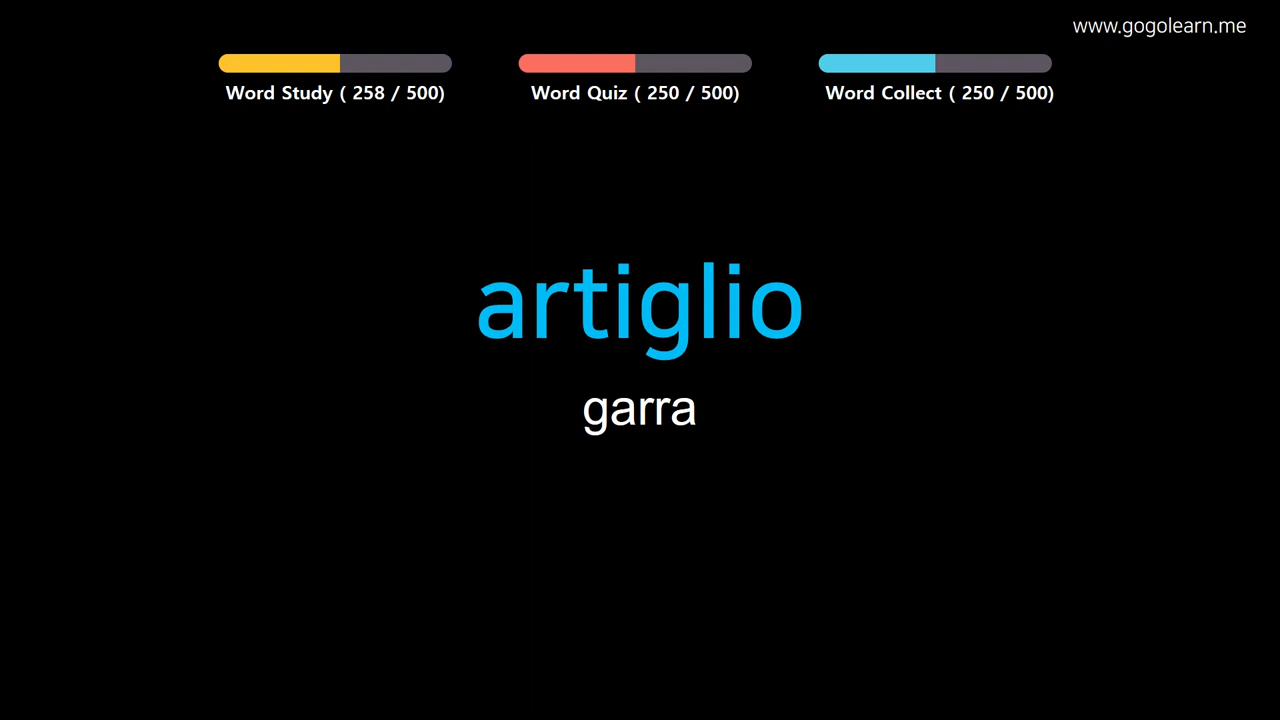 www.gogolearn.me
Word Study ( 258 / 500)
Word Quiz ( 250 / 500)
Word Collect ( 250 / 500)
artiglio
garra